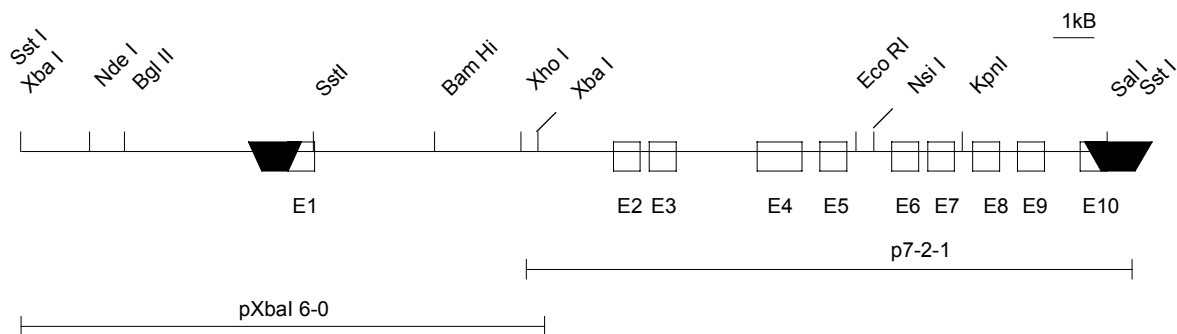 1kB
Sst I
Xba I
Nde I
Bgl II
SstI
Bam Hi
Xho I
Xba I
Eco RI
Nsi I
KpnI
Sal I
Sst I
E1 E2 E3 E4 E5 E6 E7 E8 E9 E10
p7-2-1
pXbaI 6-0